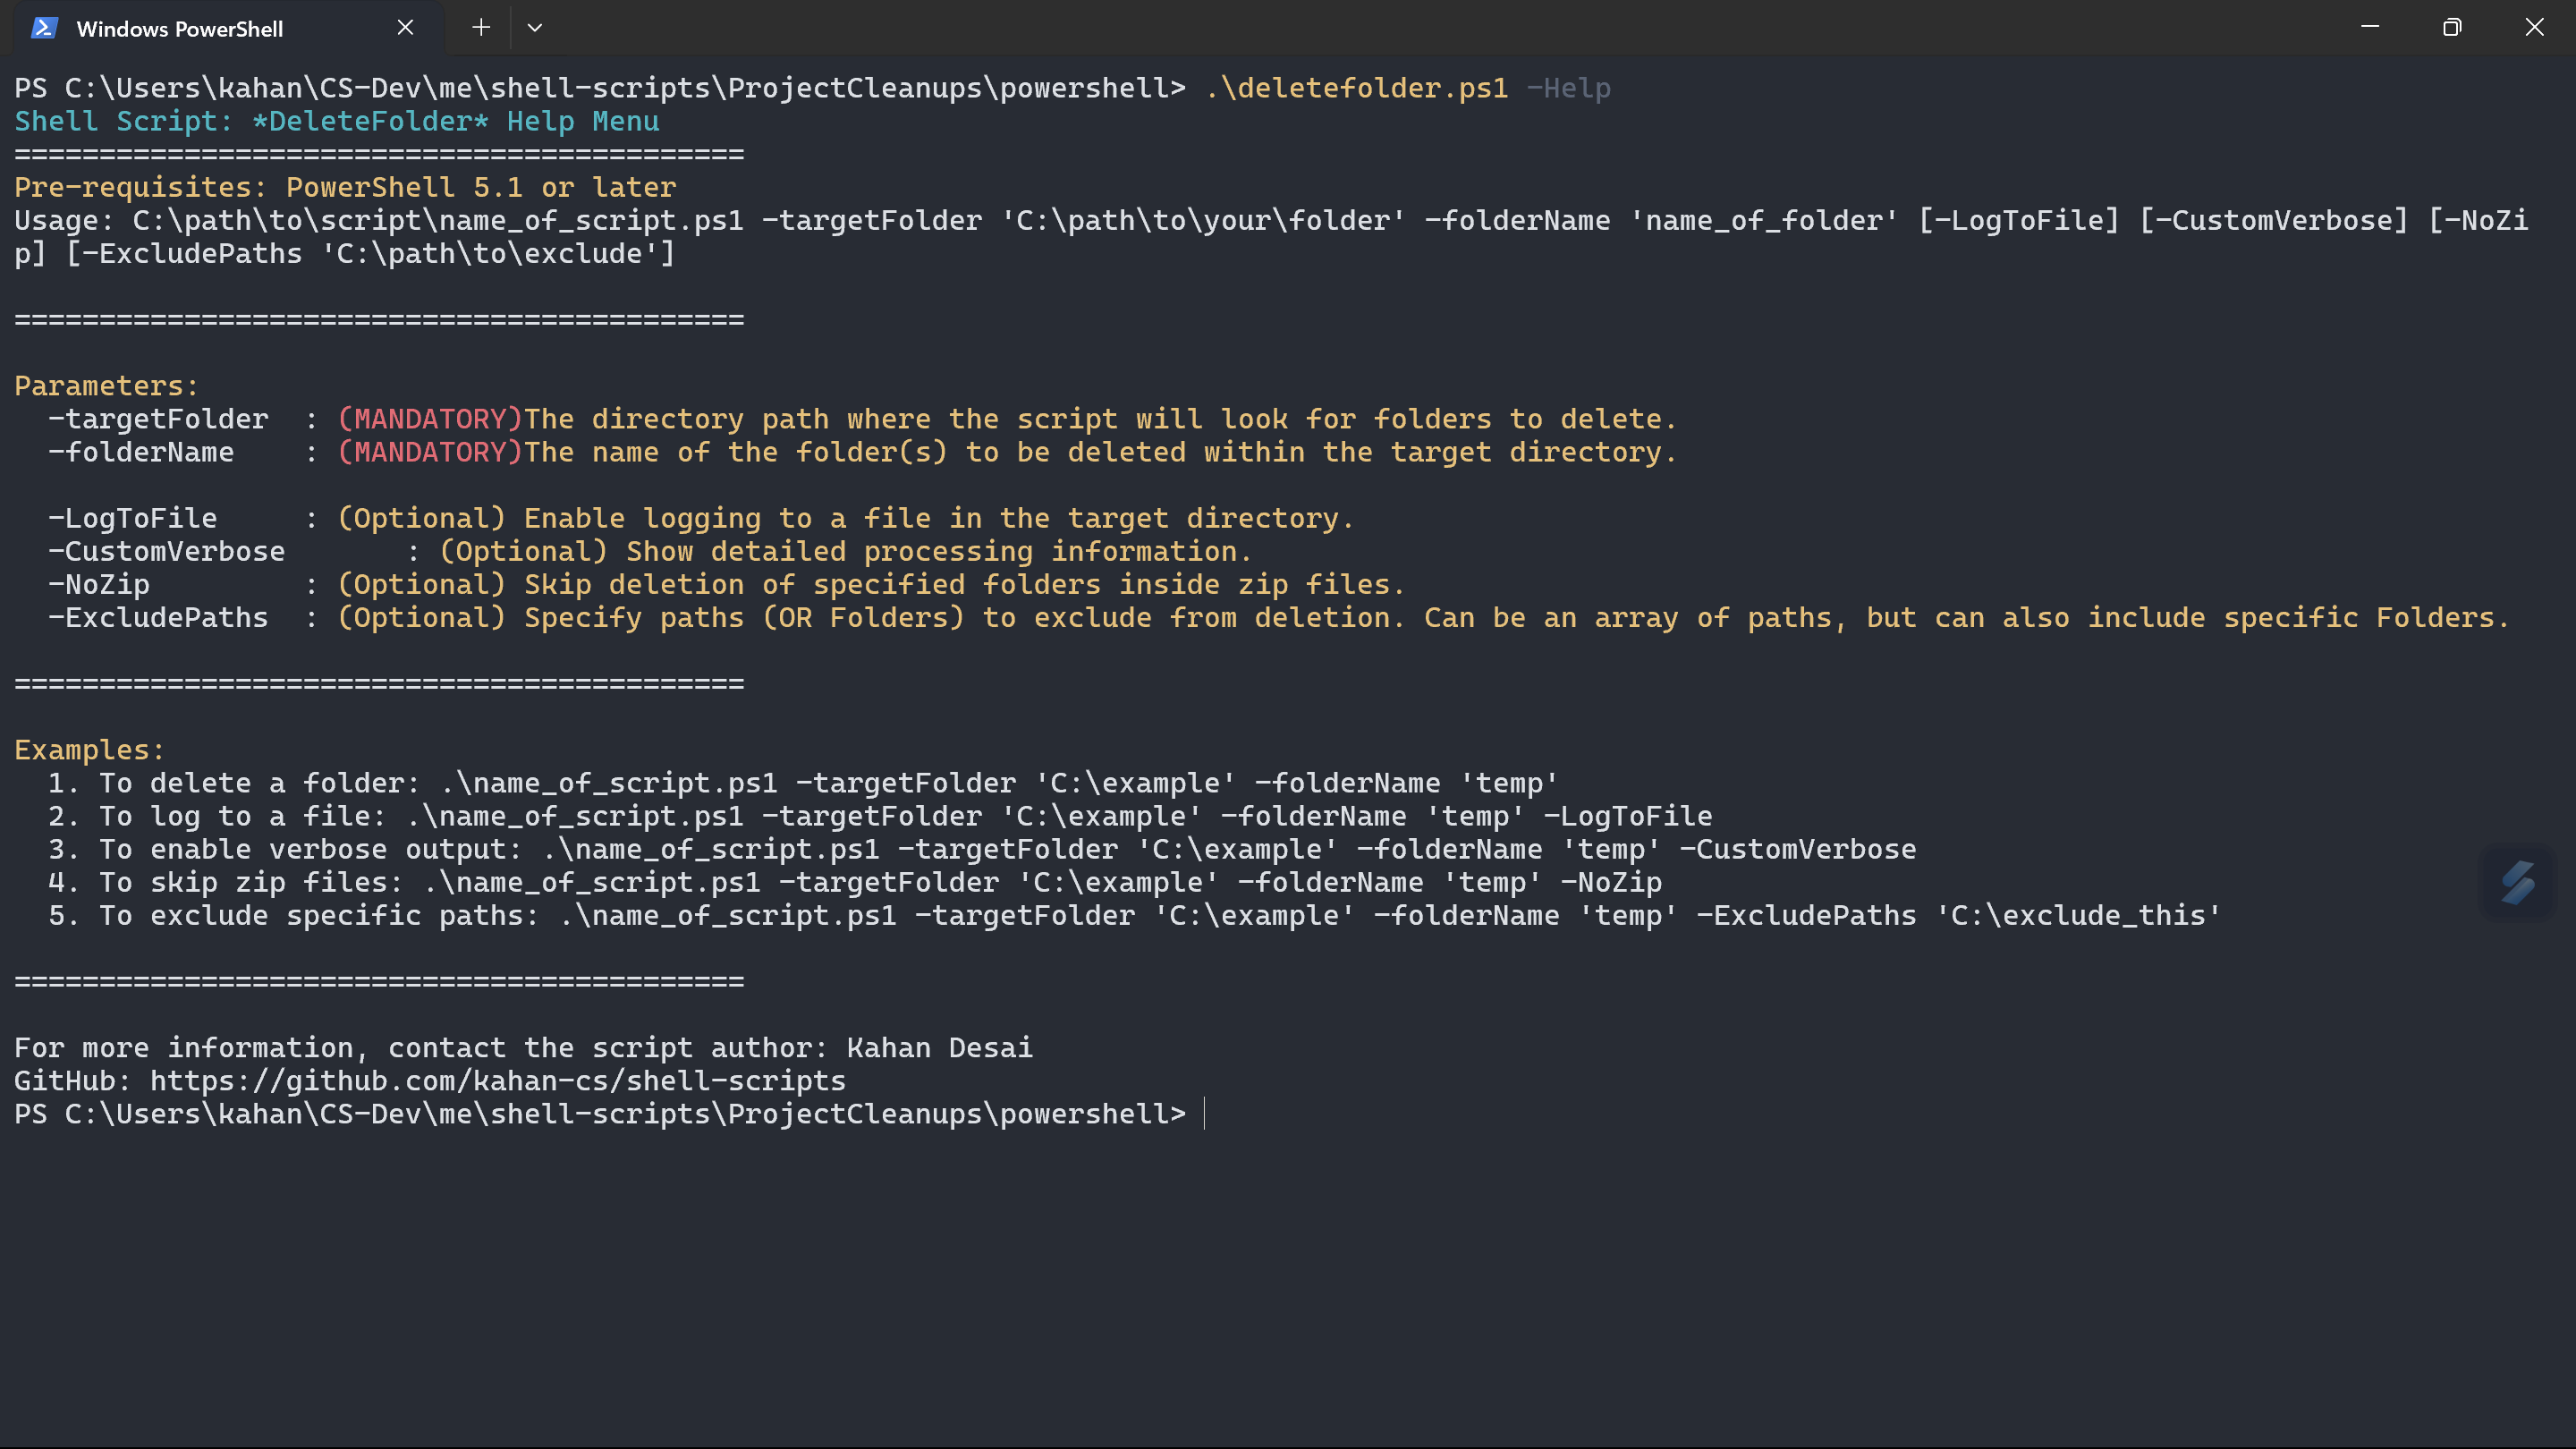 Windows PowerShell
PS C:\Users\kahan\CS-Dev\me\shell-scripts\ProjectCleanups\powershell> .\deletefolder.ps1 -Help
Shell Script: *DeleteFolder* Help Menu
===========================================
Pre-requisites: PowerShell 5.1 or later
Usage: C:\path\to\script\name_of_script.ps1 -targetFolder 'C:\path\to\your\folder' -folderName 'name_of_folder' [-LogToFile] [-CustomVerbose] [-NoZi
p] [-ExcludePaths 'C:\path\to\exclude']
===========================================
Parameters:
  -targetFolder  : (MANDATORY)The directory path where the script will look for folders to delete.
  -folderName    : (MANDATORY)The name of the folder(s) to be deleted within the target directory.
  -LogToFile     : (Optional) Enable logging to a file in the target directory.
  -CustomVerbose       : (Optional) Show detailed processing information.
  -NoZip         : (Optional) Skip deletion of specified folders inside zip files.
  -ExcludePaths  : (Optional) Specify paths (OR Folders) to exclude from deletion. Can be an array of paths, but can also include specific Folders.
===========================================
Examples:
  1. To delete a folder: .\name_of_script.ps1 -targetFolder 'C:\example' -folderName 'temp'
  2. To log to a file: .\name_of_script.ps1 -targetFolder 'C:\example' -folderName 'temp' -LogToFile
  3. To enable verbose output: .\name_of_script.ps1 -targetFolder 'C:\example' -folderName 'temp' -CustomVerbose
  4. To skip zip files: .\name_of_script.ps1 -targetFolder 'C:\example' -folderName 'temp' -NoZip
  5. To exclude specific paths: .\name_of_script.ps1 -targetFolder 'C:\example' -folderName 'temp' -ExcludePaths 'C:\exclude_this'
===========================================
For more information, contact the script author: Kahan Desai
GitHub: https://github.com/kahan-cs/shell-scripts
PS C:\Users\kahan\CS-Dev\me\shell-scripts\ProjectCleanups\powershell>